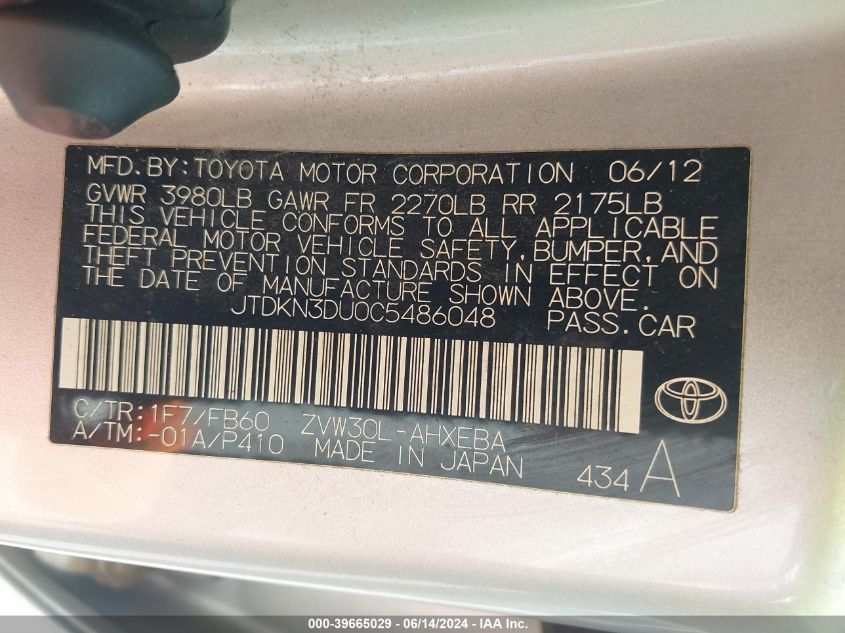 MFD.BY:TOYOTA MOTOR CORPORATION 06/12
GVWR 3980LB GAWR FR 2270LB RR 2175LB
THIS VEHICLE CONFORMS TO ALL APPLICABLE
FEDERAL MOTOR VEHICLE SAFETY,BUMPER,AND
THEFT PREVENTION STANDARDS IN EFFECT ON
THE DATE OF MANUFACTURE SHOWN ABOVE.
JTDKN3DU0C5486048 PASS.CAR
C/TR:1F7/FB60 ZVW30L-AHXEBA
A/TM:-01A/P410 MADE IN JAPAN
434 A
000-39665029 - 06/14/2024 - IAA Inc.